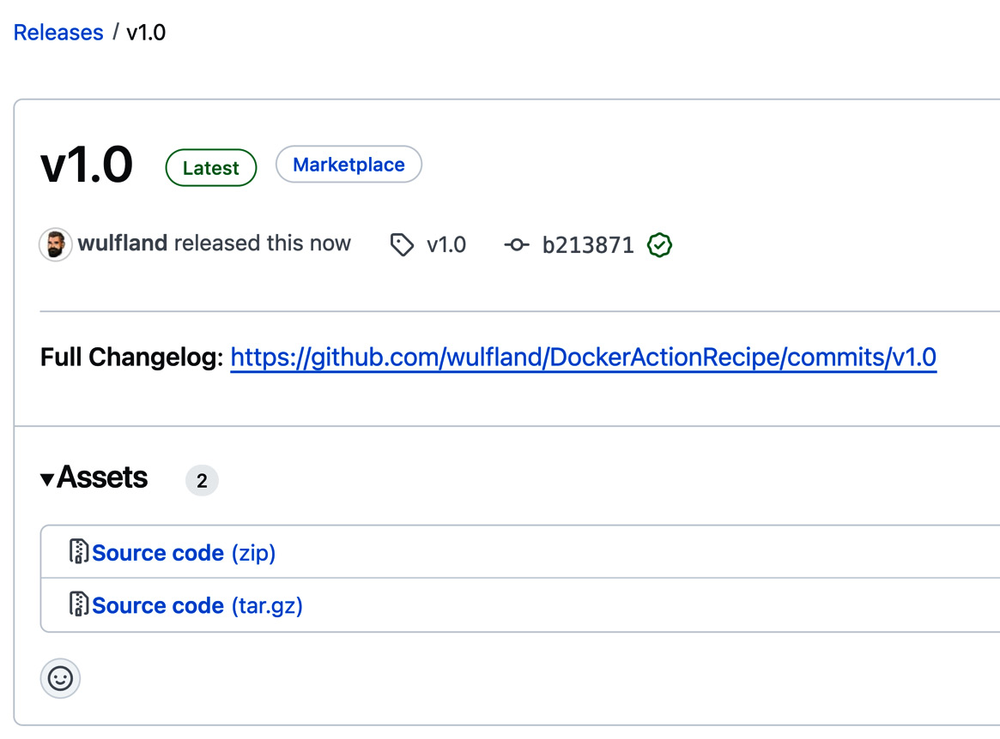 Releases / v1.0
v1.0 Latest Marketplace
wulfland released this now v1.0 b213871
Full Changelog: https://github.com/wulfland/DockerActionRecipe/commits/v1.0
Assets 2
Source code (zip)
Source code (tar.gz)